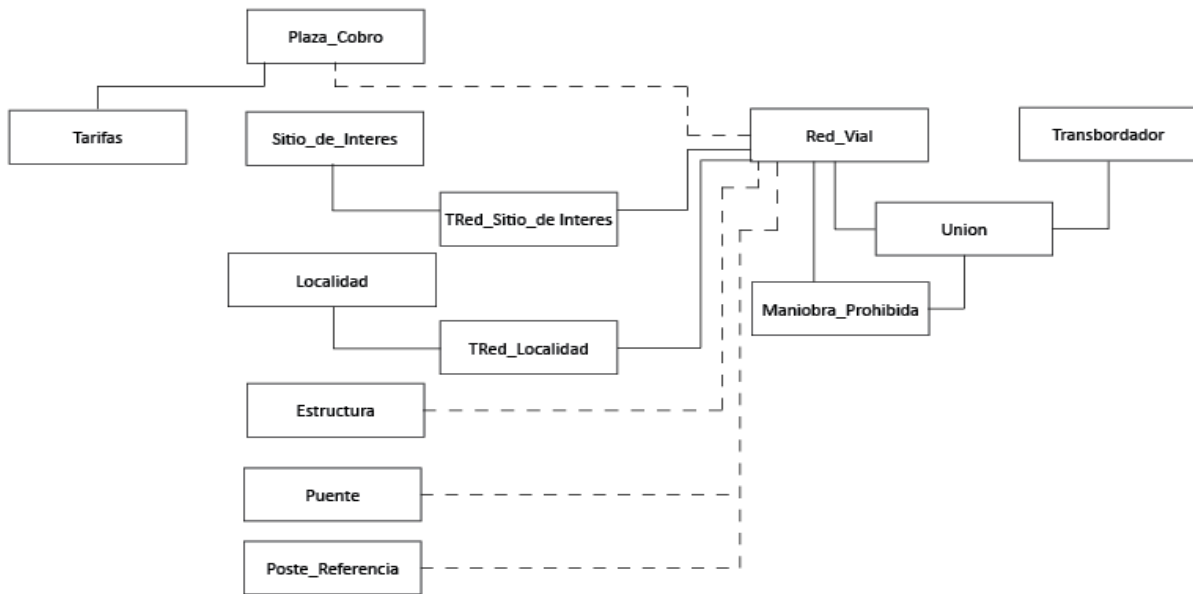 Plaza_Cobro
Tarifas
Sitio_de_Interes
Red_Vial
Transbordador
TRed_Sitio_de Interes
Union
Localidad
Maniobra_Prohibida
TRed_Localidad
Estructura
Puente
Poste_Referencia